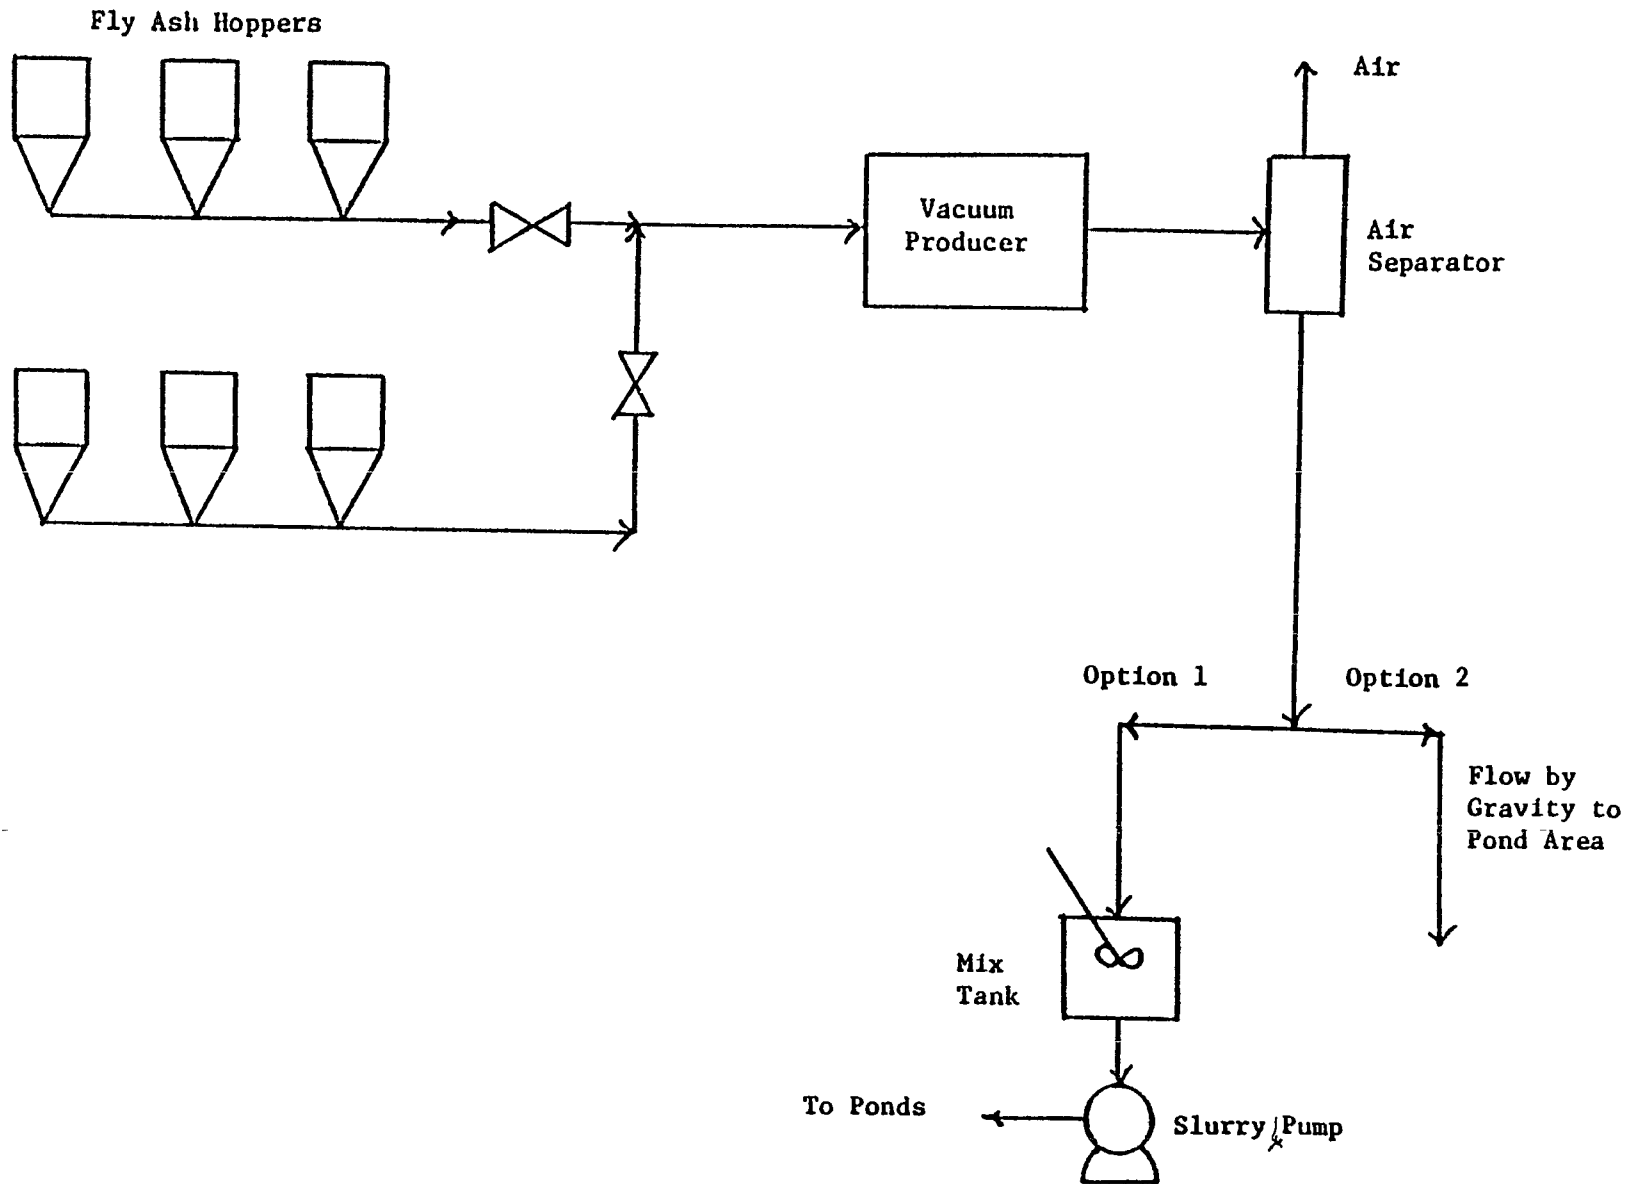 Fly Ash Hoppers
Air
Vacuum
Producer
Air
Separator
Option 1
Option 2
Flow by
Gravity to
Pond Area
Mix
Tank
To Ponds
Slurry Pump